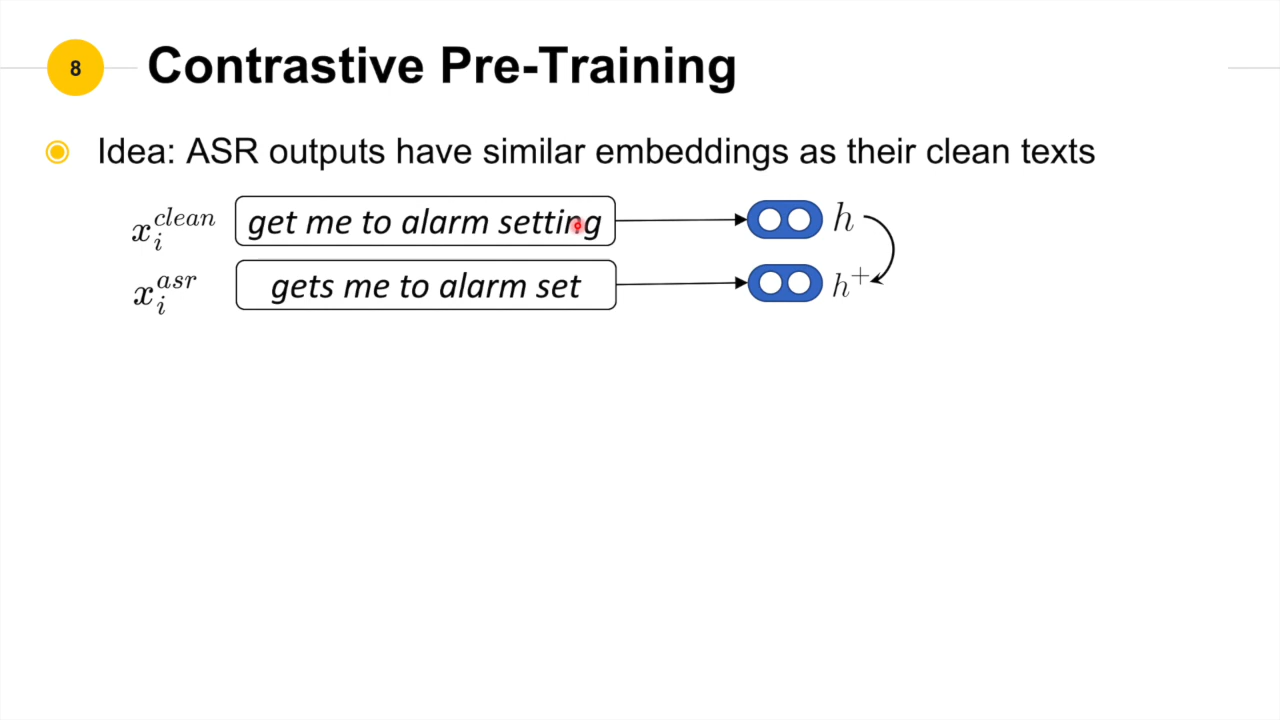 8
Contrastive Pre-Training
Idea: ASR outputs have similar embeddings as their clean texts
x_i^{clean} get me to alarm setting h
x_i^{asr} gets me to alarm set h^+